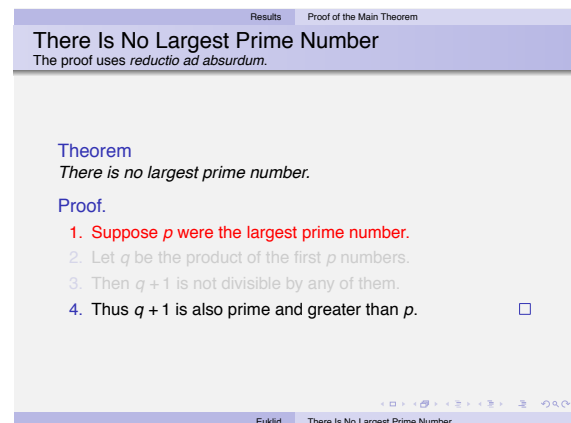 Results Proof of the Main Theorem
There Is No Largest Prime Number
The proof uses reductio ad absurdum.
Theorem
There is no largest prime number.
Proof.
1. Suppose p were the largest prime number.
2. Let q be the product of the first p numbers.
3. Then q + 1 is not divisible by any of them.
4. Thus q + 1 is also prime and greater than p.
Euklid There Is No Largest Prime Number